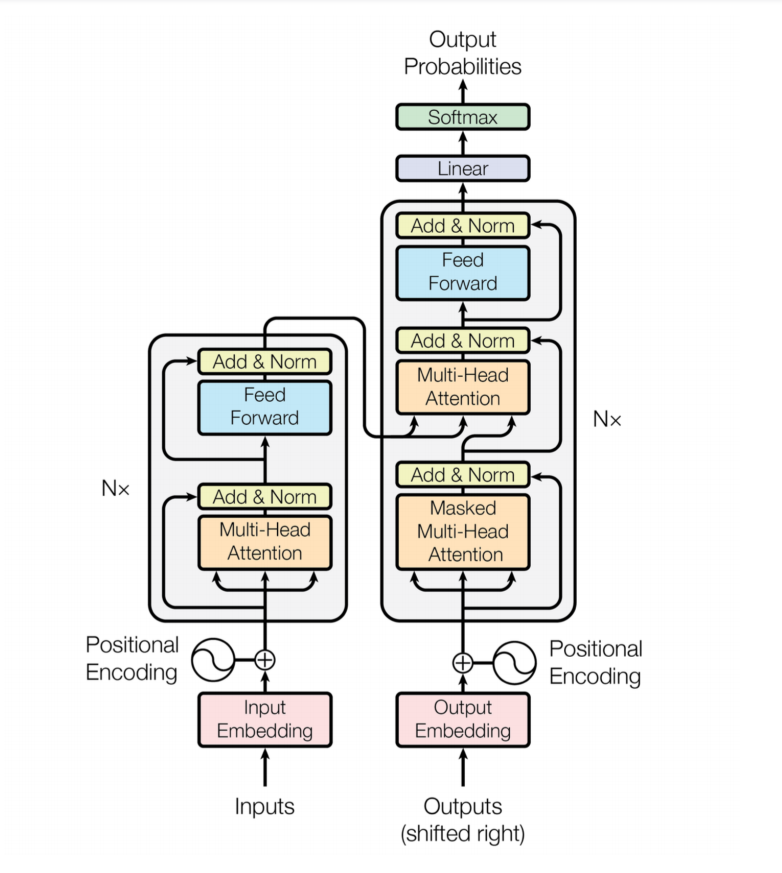 Output
Probabilities
Softmax
Linear
Add & Norm
Feed
Forward
Add & Norm
Multi-Head
Attention
Add & Norm
Masked
Multi-Head
Attention
Nx
Positional
Encoding
Output
Embedding
Outputs
(shifted right)
Add & Norm
Feed
Forward
Add & Norm
Multi-Head
Attention
Nx
Positional
Encoding
Input
Embedding
Inputs